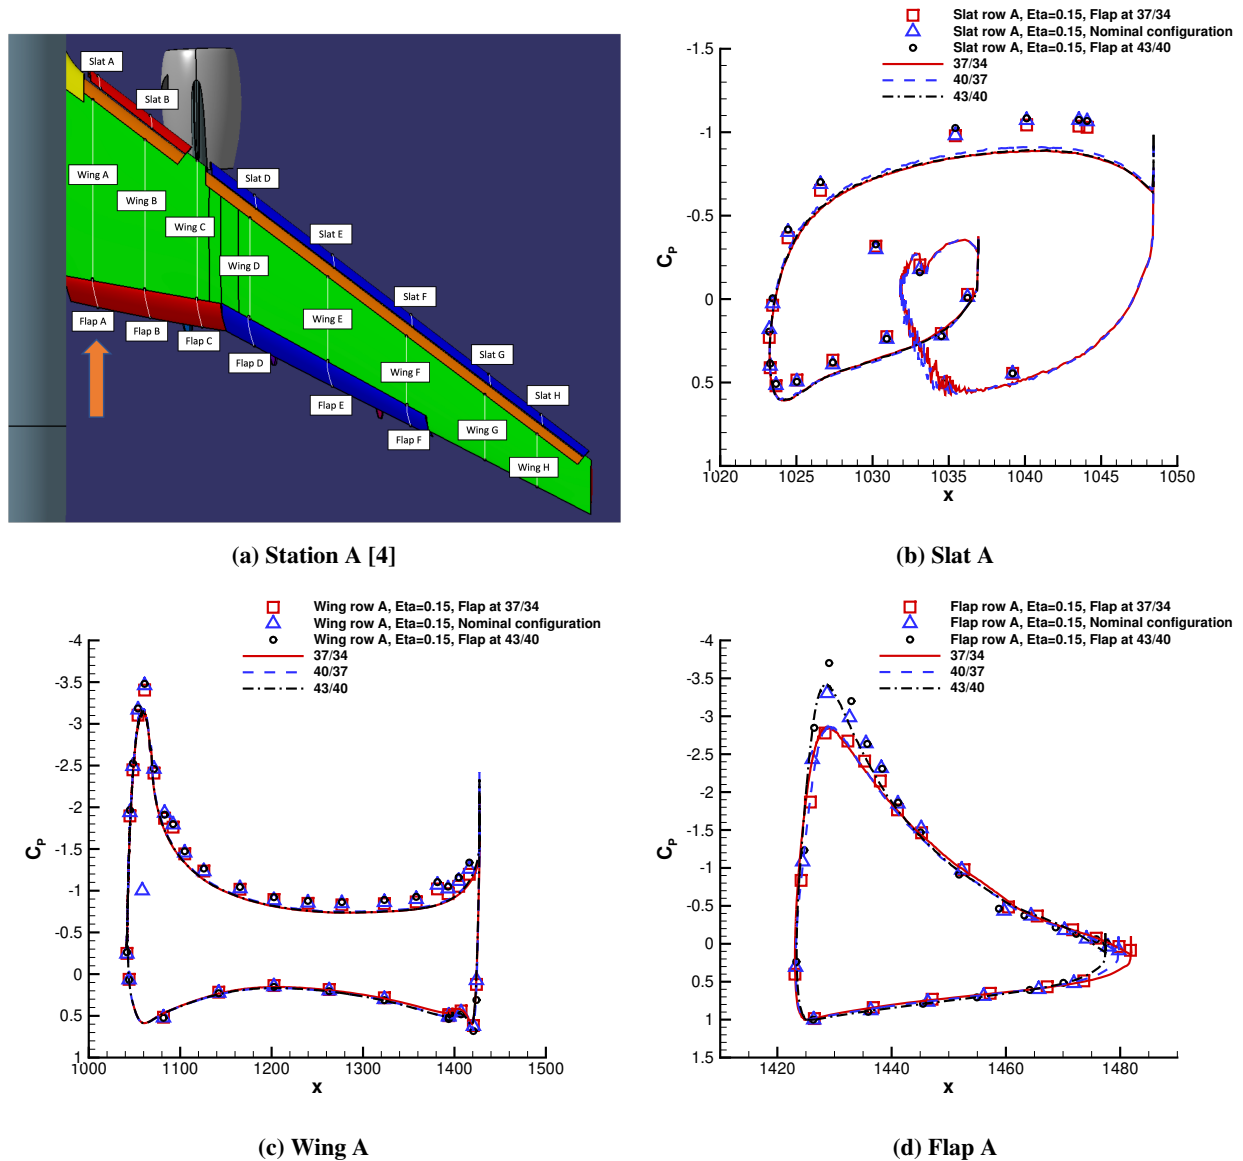 Slat A
Slat B
Wing A
Wing B
Wing C
Slat D
Slat E
Wing D
Slat F
Wing E
Flap A
Flap B
Flap C
Flap D
Slat G
Wing F
Flap E
Slat H
Flap F
Wing G
Wing H
(a) Station A [4]
Slat row A, Eta=0.15, Flap at 37/34
Slat row A, Eta=0.15, Nominal configuration
Slat row A, Eta=0.15, Flap at 43/40
37/34
40/37
43/40
-1.5
-1
-0.5
0
0.5
1
CP
1020 1025 1030 1035 1040 1045 1050
x
(b) Slat A
Wing row A, Eta=0.15, Flap at 37/34
Wing row A, Eta=0.15, Nominal configuration
Wing row A, Eta=0.15, Flap at 43/40
37/34
40/37
43/40
-4
-3.5
-3
-2.5
-2
-1.5
-1
-0.5
0
0.5
1
CP
1000 1100 1200 1300 1400 1500
x
(c) Wing A
Flap row A, Eta=0.15, Flap at 37/34
Flap row A, Eta=0.15, Nominal configuration
Flap row A, Eta=0.15, Flap at 43/40
37/34
40/37
43/40
-4
-3.5
-3
-2.5
-2
-1.5
-1
-0.5
0
0.5
1
1.5
CP
1420 1440 1460 1480
x
(d) Flap A